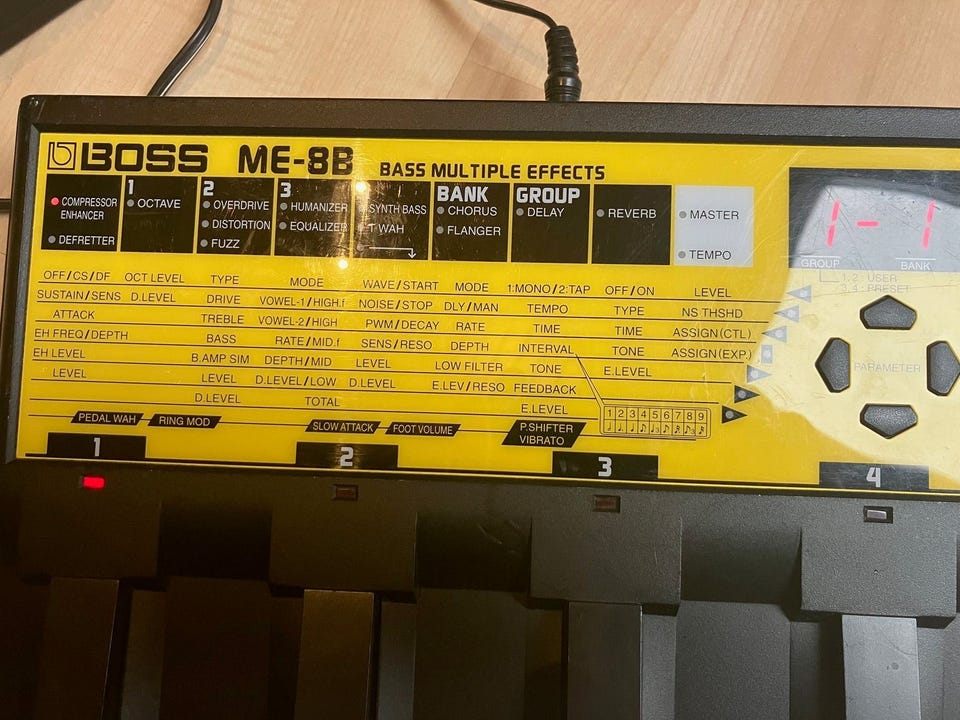 BOSS ME-8B BASS MULTIPLE EFFECTS
1 2 3 BANK GROUP
COMPRESSOR ENHANCER
DEFRETTER
OCTAVE
OVERDRIVE
DISTORTION
FUZZ
HUMANIZER
EQUALIZER
SYNTH BASS
T WAH
CHORUS
FLANGER
DELAY
REVERB
MASTER
TEMPO
1-1
GROUP BANK
1, 2: USER
3, 4: PRESET
OFF/CS/DF OCT LEVEL TYPE MODE WAVE/START MODE 1:MONO/2:TAP OFF/ON LEVEL
SUSTAIN/SENS D.LEVEL DRIVE VOWEL-1/HIGH.f NOISE/STOP DLY/MAN TEMPO TYPE NS THSHD
ATTACK TREBLE VOWEL-2/HIGH PWM/DECAY RATE TIME TIME ASSIGN(CTL)
EH FREQ/DEPTH BASS RATE/MID.f SENS/RESO DEPTH INTERVAL TONE ASSIGN(EXP.)
EH LEVEL B.AMP SIM DEPTH/MID LEVEL LOW FILTER TONE E.LEVEL
LEVEL LEVEL D.LEVEL/LOW D.LEVEL E.LEV/RESO FEEDBACK
D.LEVEL TOTAL E.LEVEL
1 2 3 4 5 6 7 8 9
PARAMETER
PEDAL WAH RING MOD SLOW ATTACK FOOT VOLUME P.SHIFTER
VIBRATO
1 2 3 4